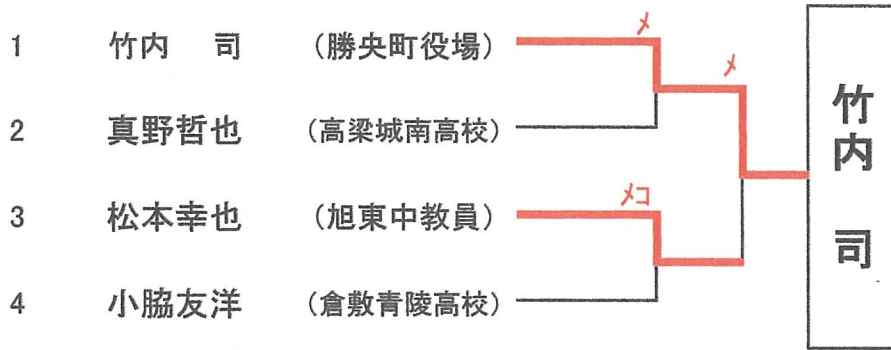 メ
1 竹内 司 (勝央町役場)
メ
2 真野哲也 (高梁城南高校)
メコ
3 松本幸也 (旭東中教員)
4 小脇友洋 (倉敷青陵高校)
竹内 司